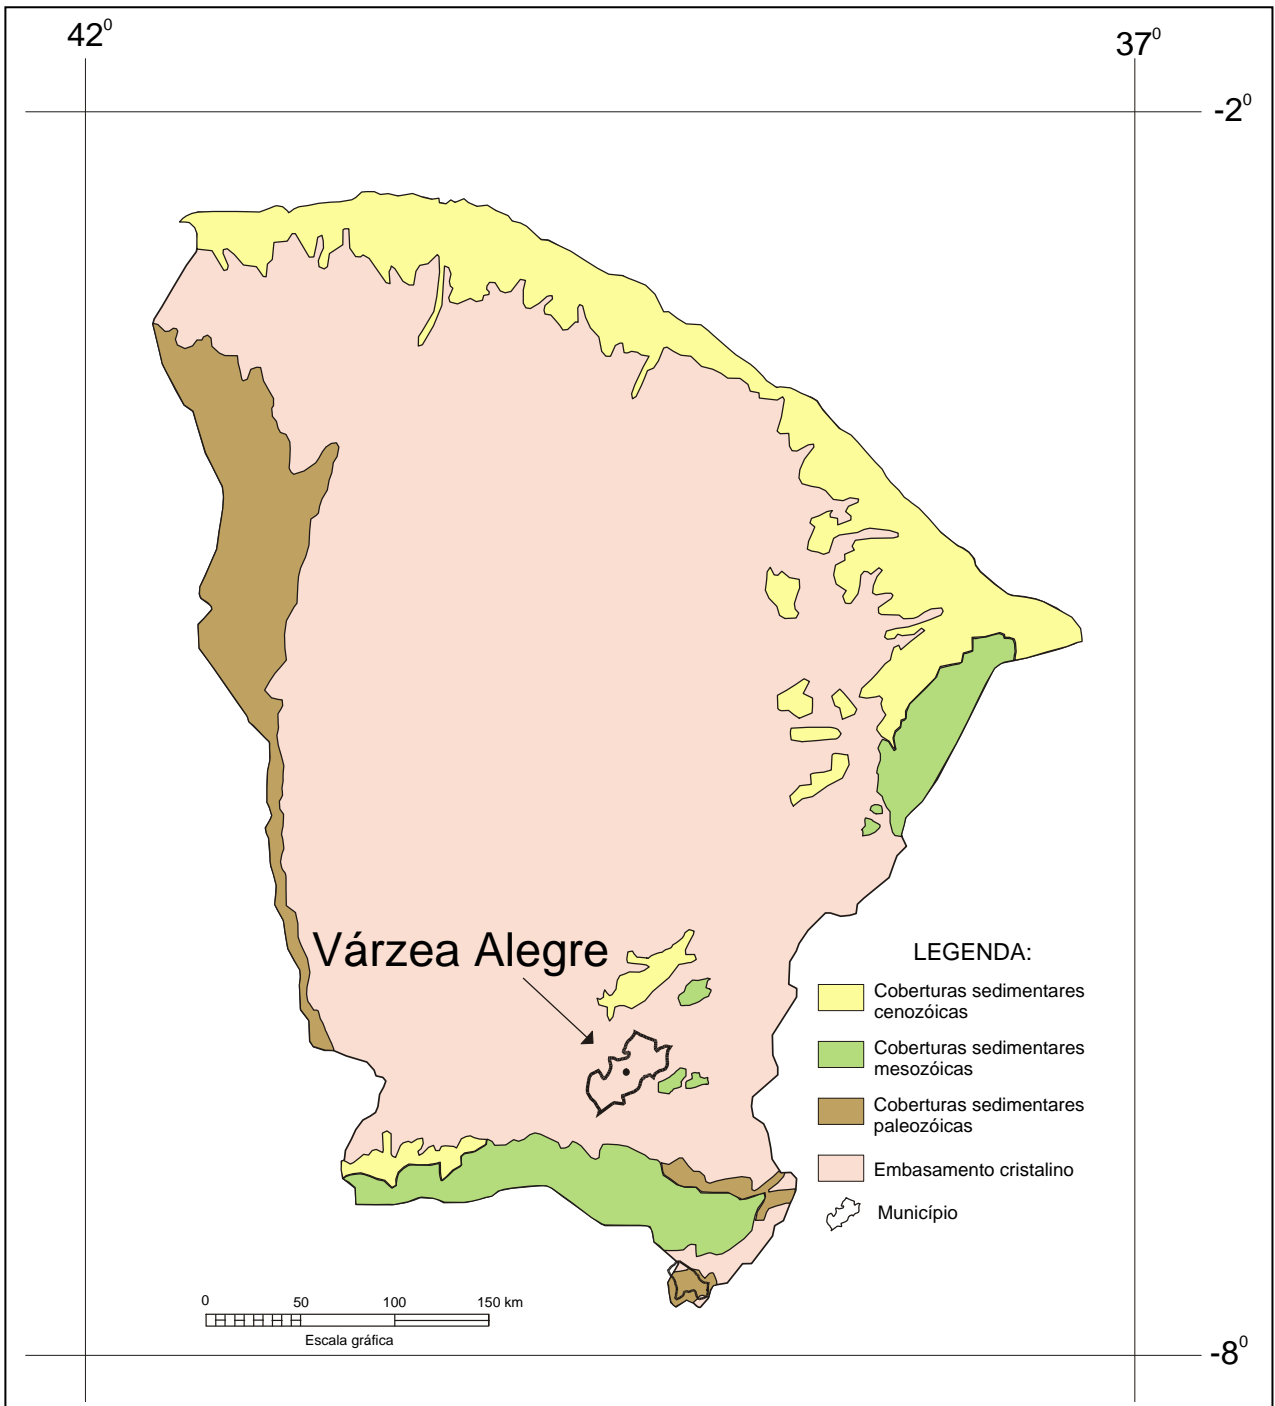 42⁰
37⁰
-2⁰
Várzea Alegre
LEGENDA:
Coberturas sedimentares
cenozóicas
Coberturas sedimentares
mesozóicas
Coberturas sedimentares
paleozóicas
Embasamento cristalino
Município
0 50 100 150 km
Escala gráfica
-8⁰